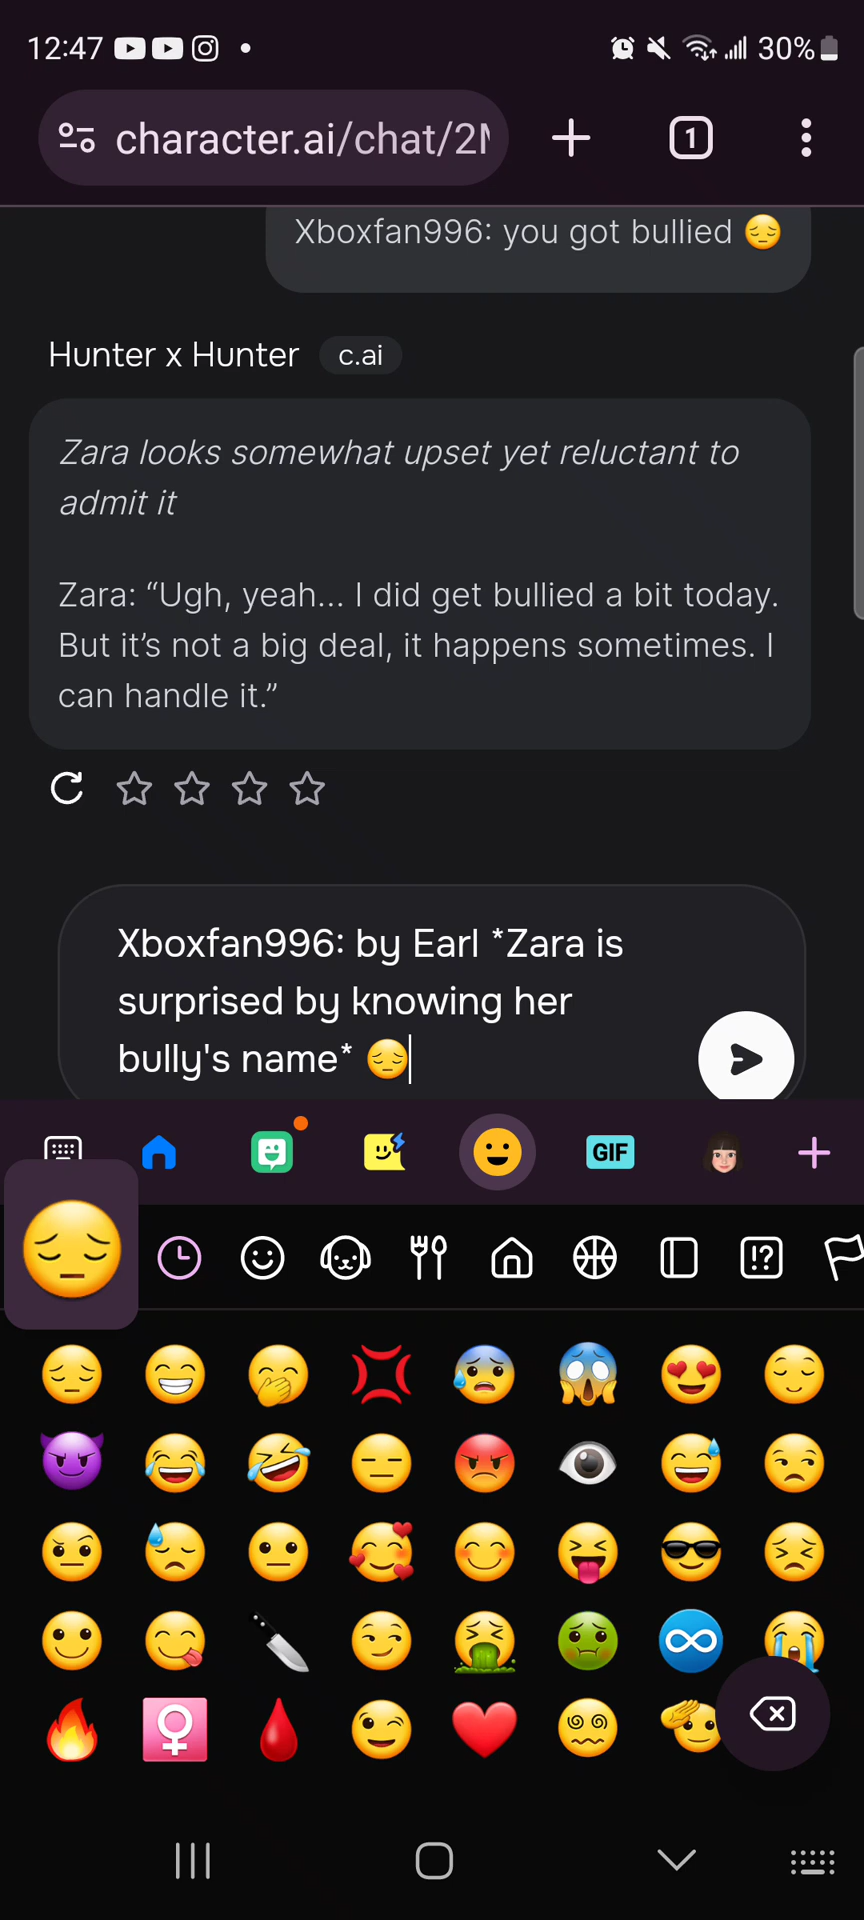 12:47
30%
character.ai/chat/2
1
Xboxfan996: you got bullied 😔
Hunter x Hunter c.ai
Zara looks somewhat upset yet reluctant to
admit it
Zara: “Ugh, yeah... I did get bullied a bit today.
But it’s not a big deal, it happens sometimes. I
can handle it.”
Xboxfan996: by Earl *Zara is
surprised by knowing her
bully's name* 😔
GIF
!?